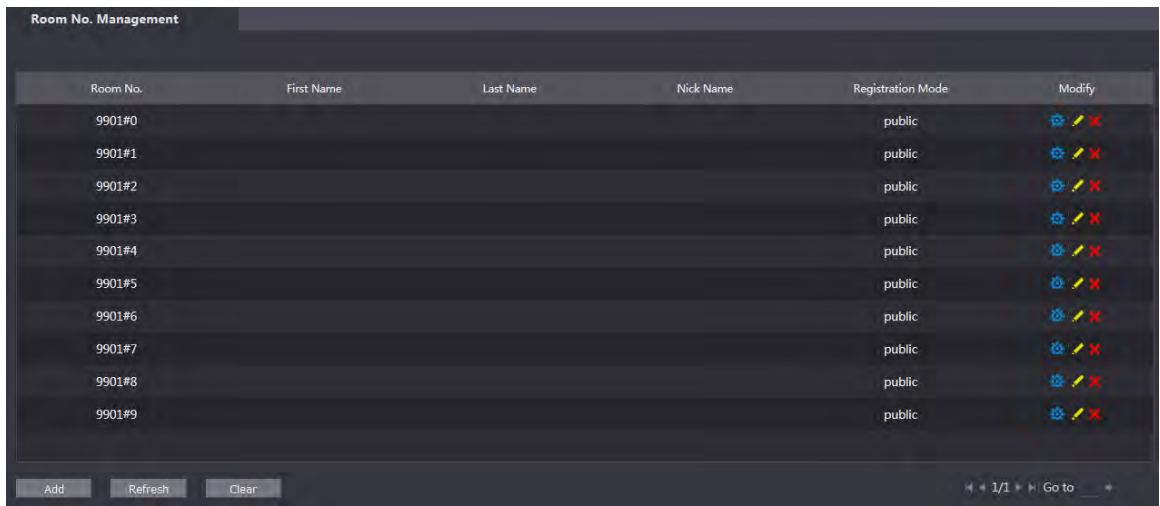 Room No. Management
Room No. First Name Last Name Nick Name Registration Mode Modify
9901#0 public
9901#1 public
9901#2 public
9901#3 public
9901#4 public
9901#5 public
9901#6 public
9901#7 public
9901#8 public
9901#9 public
Add Refresh Clear 1/1 Go to